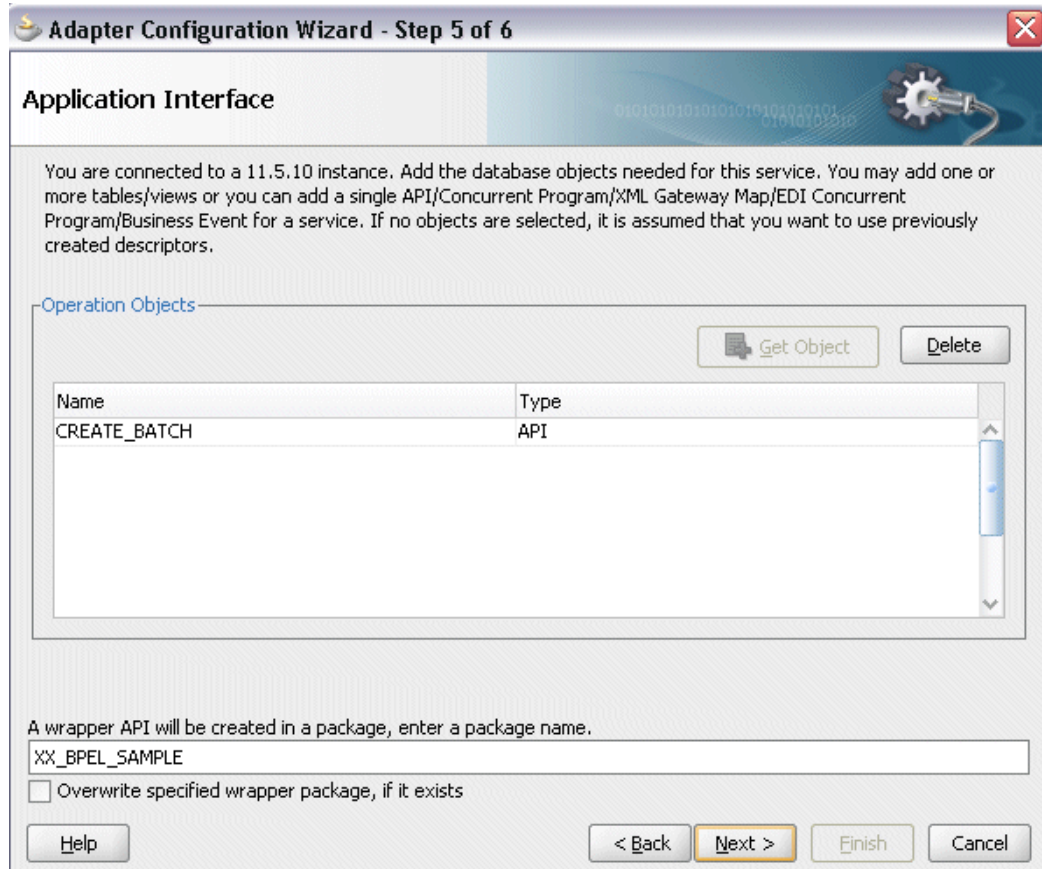 Adapter Configuration Wizard - Step 5 of 6
Application Interface
You are connected to a 11.5.10 instance. Add the database objects needed for this service. You may add one or
more tables/views or you can add a single API/Concurrent Program/XML Gateway Map/EDI Concurrent
Program/Business Event for a service. If no objects are selected, it is assumed that you want to use previously
created descriptors.
Operation Objects
Get Object
Delete
Name Type
CREATE_BATCH API
A wrapper API will be created in a package, enter a package name.
XX_BPEL_SAMPLE
Overwrite specified wrapper package, if it exists
Help
< Back
Next >
Finish
Cancel